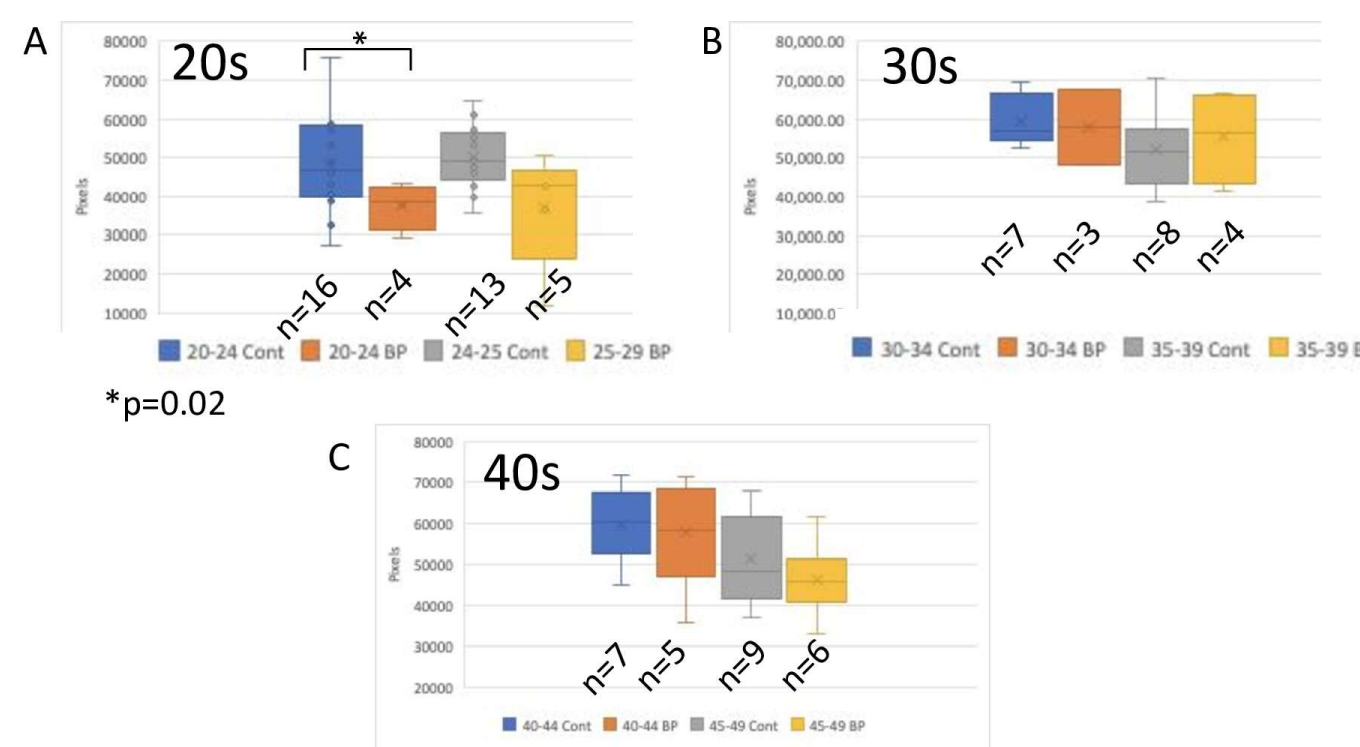 A
20s
*
80000
70000
60000
50000
40000
30000
20000
10000
Pixels
n=16
n=4
n=13
n=5
20-24 Cont
20-24 BP
24-25 Cont
25-29 BP
*p=0.02
B
30s
80,000.00
70,000.00
60,000.00
50,000.00
40,000.00
30,000.00
20,000.00
10,000.0
Pixels
n=7
n=3
n=8
n=4
30-34 Cont
30-34 BP
35-39 Cont
35-39 B
C
40s
80000
70000
60000
50000
40000
30000
20000
Pixels
n=7
n=5
n=9
n=6
40-44 Cont
40-44 BP
45-49 Cont
45-49 BP